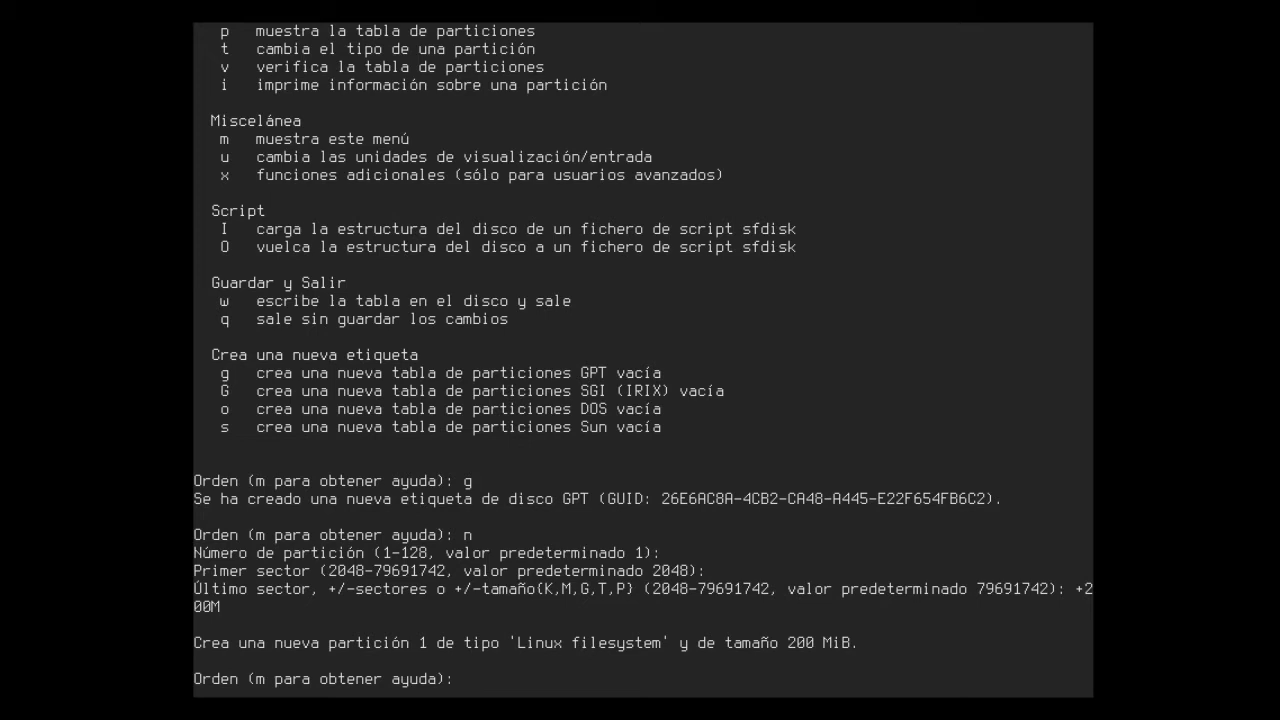 p   muestra la tabla de particiones
t   cambia el tipo de una partición
v   verifica la tabla de particiones
i   imprime información sobre una partición
Miscelánea
m   muestra este menú
u   cambia las unidades de visualización/entrada
x   funciones adicionales (sólo para usuarios avanzados)
Script
I   carga la estructura del disco de un fichero de script sfdisk
O   vuelca la estructura del disco a un fichero de script sfdisk
Guardar y Salir
w   escribe la tabla en el disco y sale
q   sale sin guardar los cambios
Crea una nueva etiqueta
g   crea una nueva tabla de particiones GPT vacía
G   crea una nueva tabla de particiones SGI (IRIX) vacía
o   crea una nueva tabla de particiones DOS vacía
s   crea una nueva tabla de particiones Sun vacía
Orden (m para obtener ayuda): g
Se ha creado una nueva etiqueta de disco GPT (GUID: 26E6AC8A-4CB2-CA48-A445-E22F654FB6C2).
Orden (m para obtener ayuda): n
Número de partición (1-128, valor predeterminado 1):
Primer sector (2048-79691742, valor predeterminado 2048):
Último sector, +/-sectores o +/-tamaño{K,M,G,T,P} (2048-79691742, valor predeterminado 79691742): +2
00M
Crea una nueva partición 1 de tipo 'Linux filesystem' y de tamaño 200 MiB.
Orden (m para obtener ayuda):